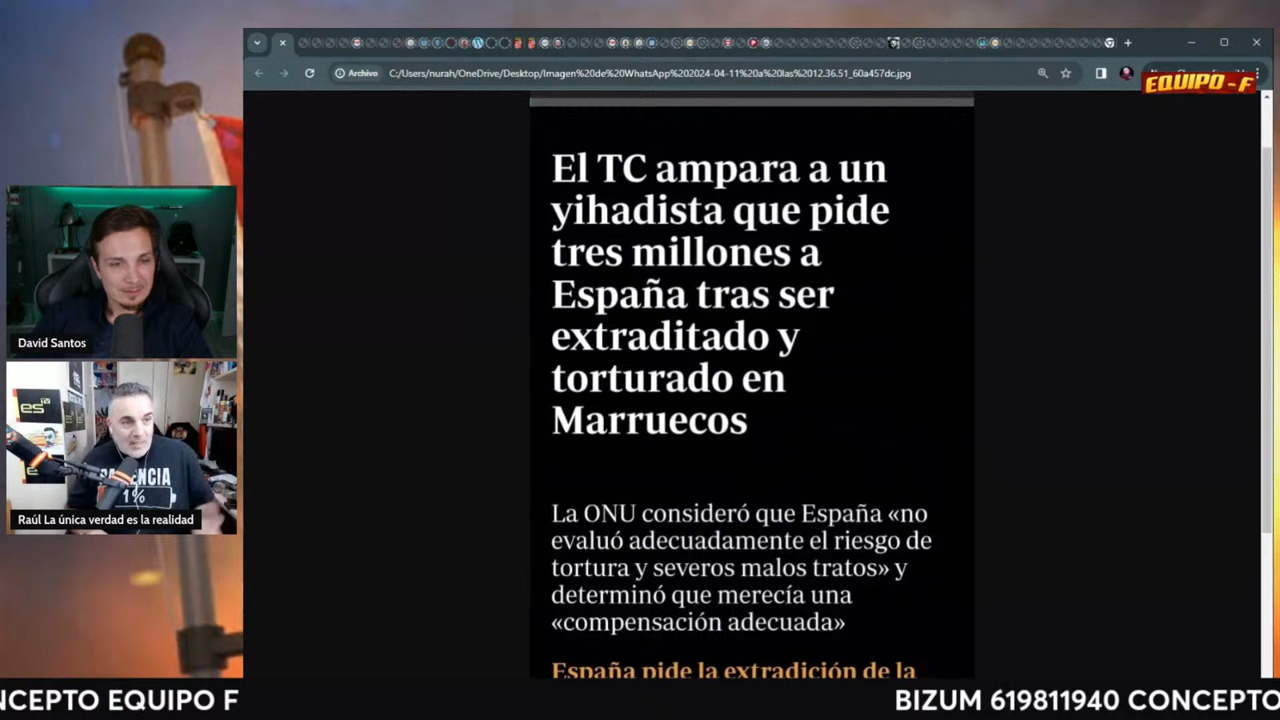 Archivo
C:/Users/nurah/OneDrive/Desktop/Imagen%20de%20WhatsApp%202024-04-11%20a%20las%2012.36.51_60a457dc.jpg
EQUIPO-F
El TC ampara a un
yihadista que pide
tres millones a
España tras ser
extraditado y
torturado en
Marruecos
La ONU consideró que España «no
evaluó adecuadamente el riesgo de
tortura y severos malos tratos» y
determinó que merecía una
«compensación adecuada»
España pide la extradición de la
David Santos
es
1%
Raúl La única verdad es la realidad
NCEPTO EQUIPO F
BIZUM 619811940 CONCEPTO